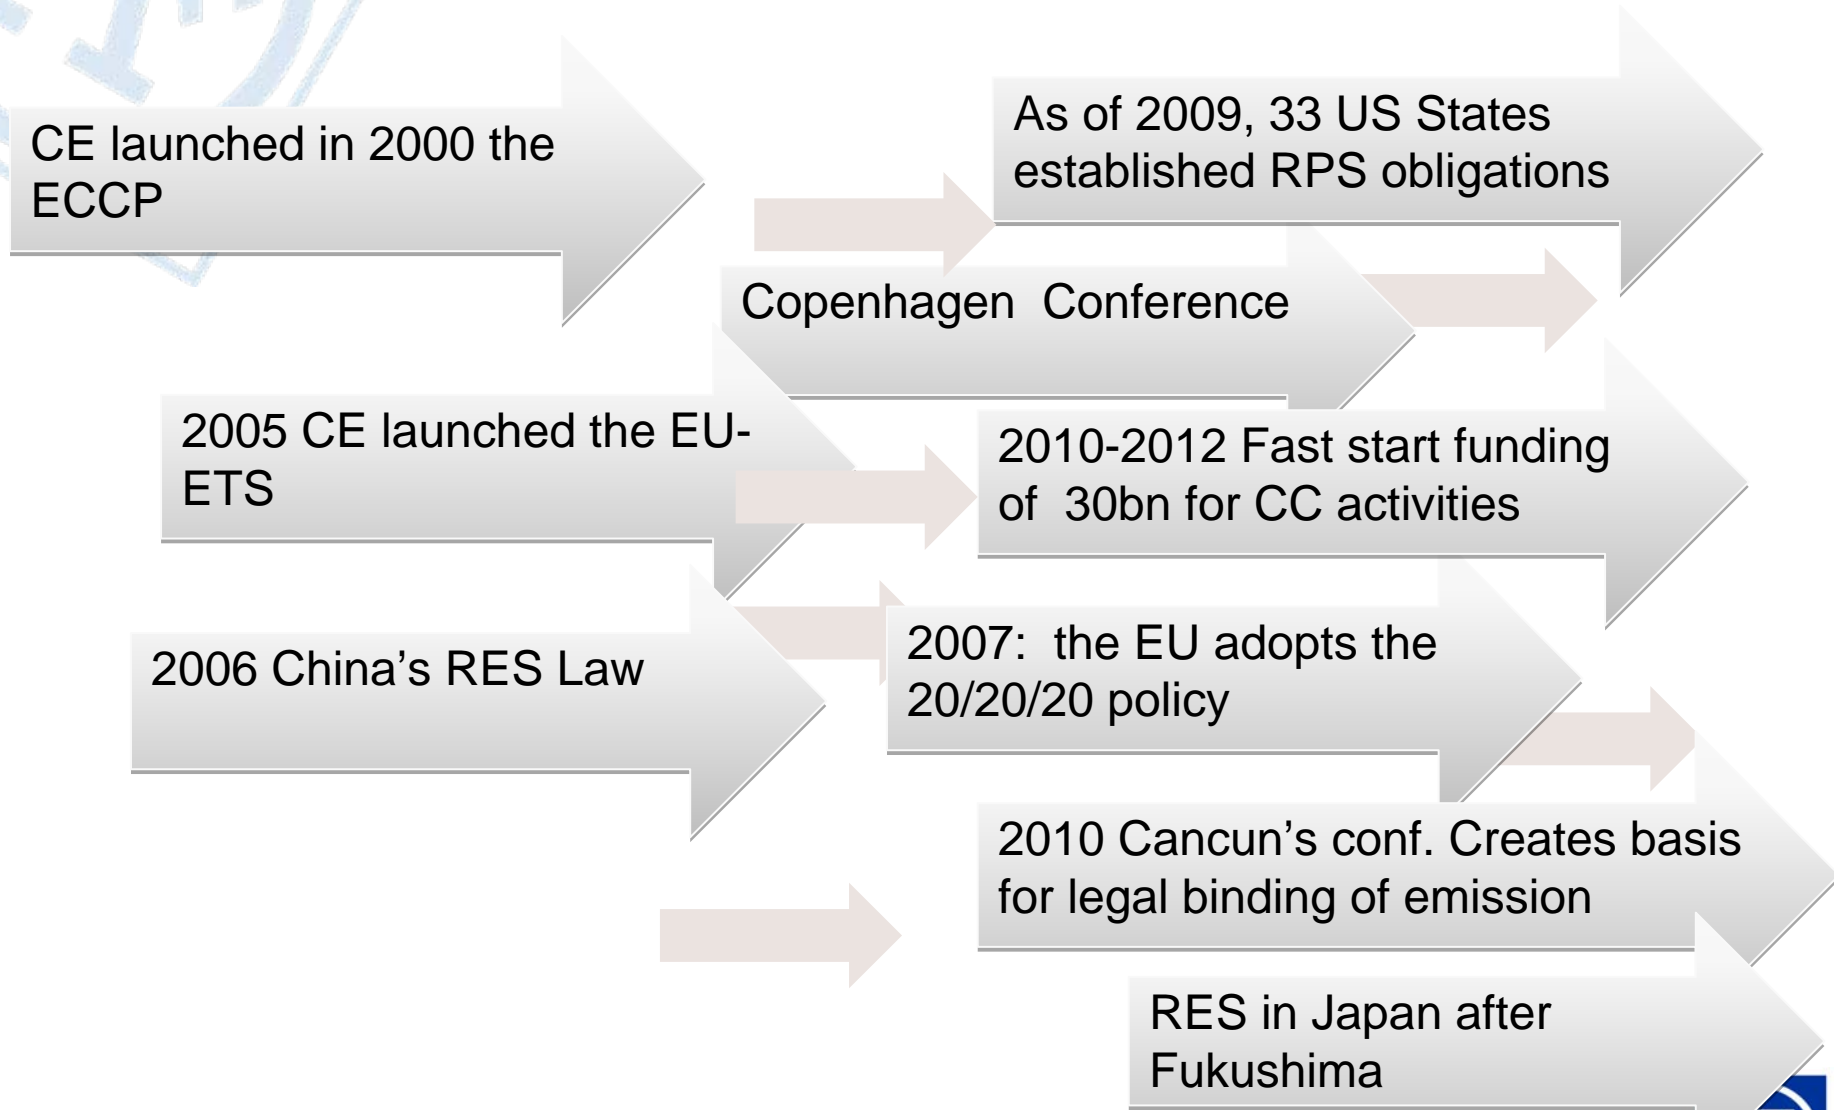 CE launched in 2000 the
ECCP
As of 2009, 33 US States
established RPS obligations
Copenhagen  Conference
2005 CE launched the EU-
ETS
2010-2012 Fast start funding
of  30bn for CC activities
2006 China’s RES Law
2007:  the EU adopts the
20/20/20 policy
2010 Cancun’s conf. Creates basis
for legal binding of emission
RES in Japan after
Fukushima